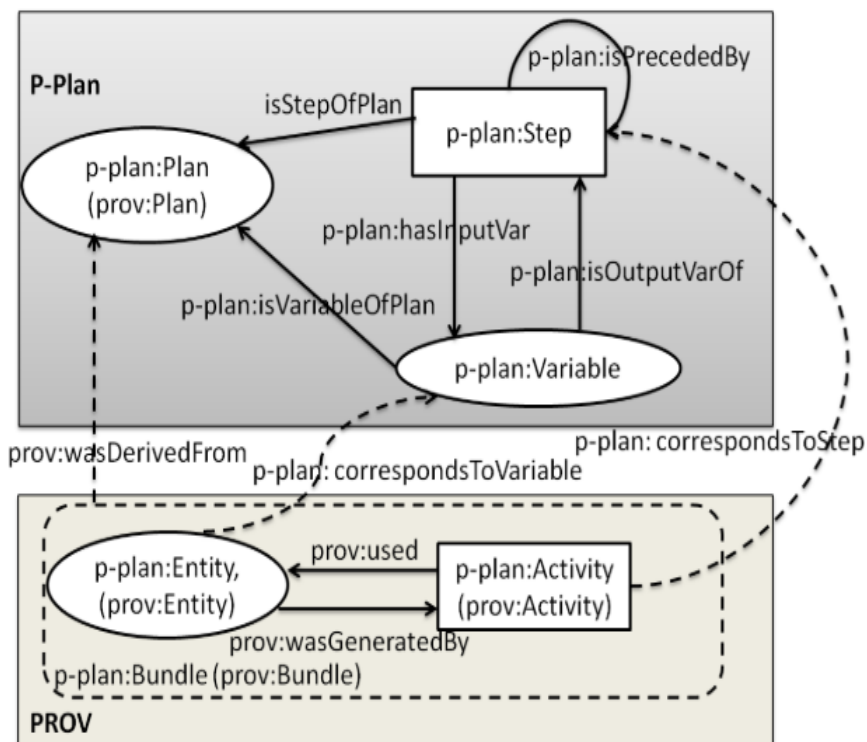 p-plan:isPrecededBy
P-Plan
isStepOfPlan
p-plan:Step
p-plan:Plan
(prov:Plan)
p-plan:hasInputVar
p-plan:isOutputVarOf
p-plan:isVariableOfPlan
p-plan:Variable
prov:wasDerivedFrom
p-plan: correspondsToStep
p-plan: correspondsToVariable
prov:used
p-plan:Entity,
(prov:Entity)
p-plan:Activity
(prov:Activity)
prov:wasGeneratedBy
p-plan:Bundle (prov:Bundle)
PROV